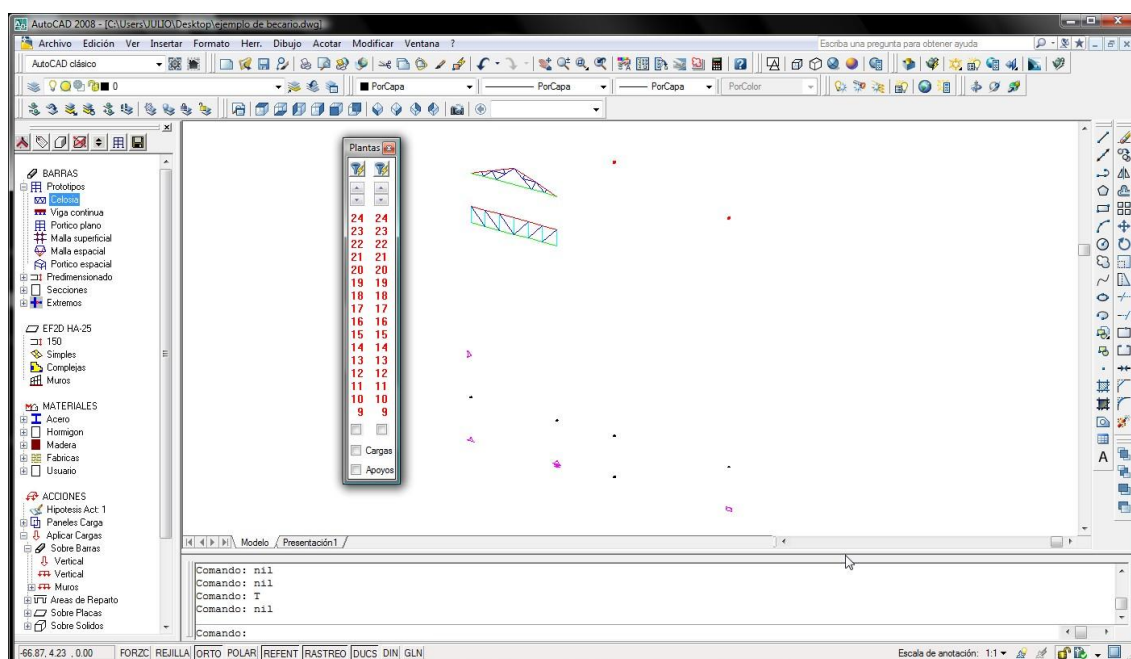 AutoCAD 2008 - [C:\Users\JULIO\Desktop\ejemplo de becario.dwg]
Archivo Edición Ver Insertar Formato Herr. Dibujo Acotar Modificar Ventana ?
Escriba una pregunta para obtener ayuda
AutoCAD clásico
0
PorCapa
PorCapa
PorCapa
PorColor
BARRAS
Prototipos
Celosia
Viga continua
Portico plano
Malla superficial
Malla espacial
Portico espacial
Predimensionado
Secciones
Extremos
EF2D HA-25
150
Simples
Complejas
Muros
MATERIALES
Acero
Hormigon
Madera
Fabricas
Usuario
ACCIONES
Hipotesis Act: 1
Paneles Carga
Aplicar Cargas
Sobre Barras
Vertical
Vertical
Muros
Areas de Reparto
Sobre Placas
Sobre Solidos
Plantas
24 24
23 23
22 22
21 21
20 20
19 19
18 18
17 17
16 16
15 15
14 14
13 13
12 12
11 11
10 10
9 9
Cargas
Apoyos
Modelo Presentación1
Comando: nil
Comando: nil
Comando: T
Comando: nil
Comando:
-66.87, 4.23 , 0.00 FORZC REJILLA ORTO POLAR REFENT RASTREO DUCS DIN GLN
Escala de anotación: 1:1